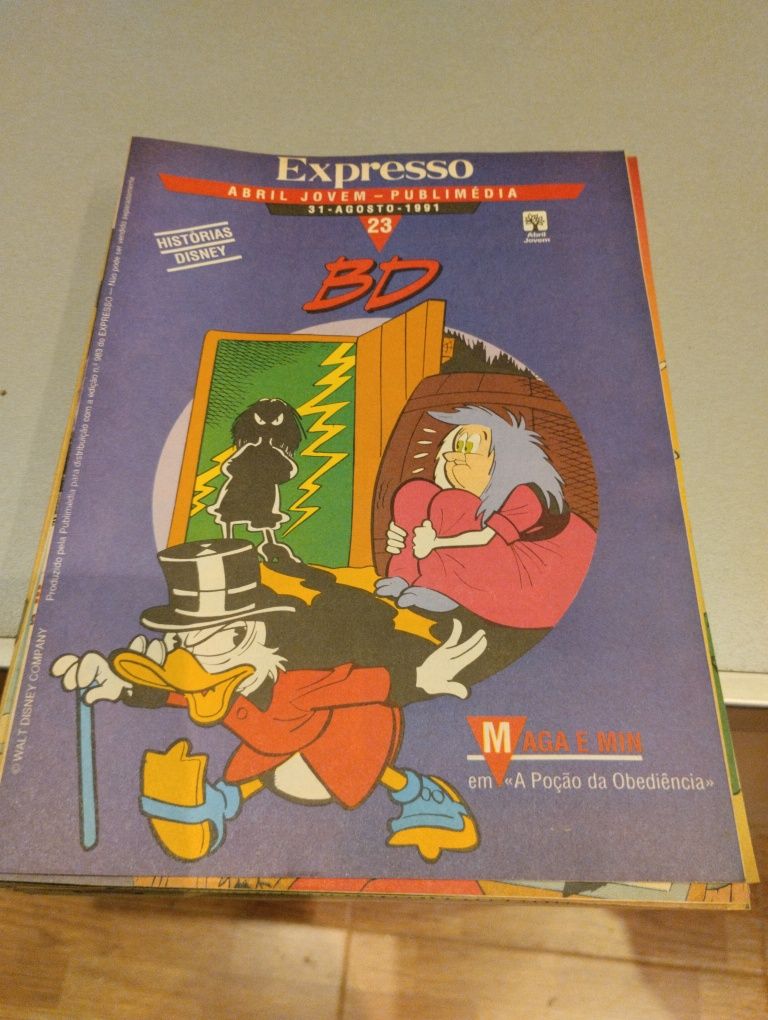 Expresso
ABRIL JOVEM – PUBLIMÉDIA
31-AGOSTO-1991
23
HISTÓRIAS
DISNEY
Abril
Jovem
BD
MAGA E MIN
em «A Poção da Obediência»
© WALT DISNEY COMPANY Produzido pela Publimédia para distribuição com a edição n.º 983 do EXPRESSO — Não pode ser vendido separadamente